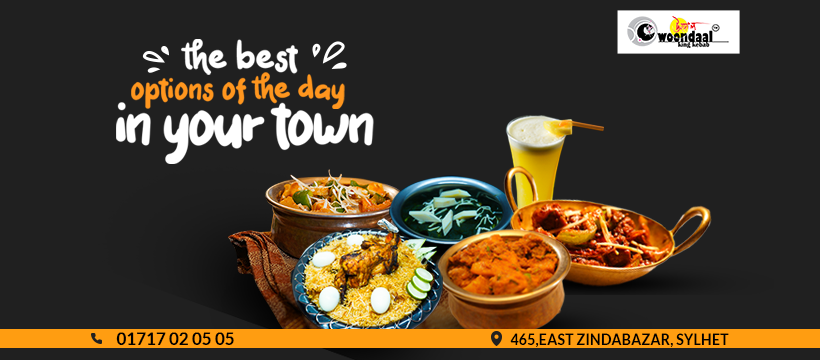 woondaal
king kebab
the best
options of the day
in your town
01717 02 05 05
465,EAST ZINDABAZAR, SYLHET